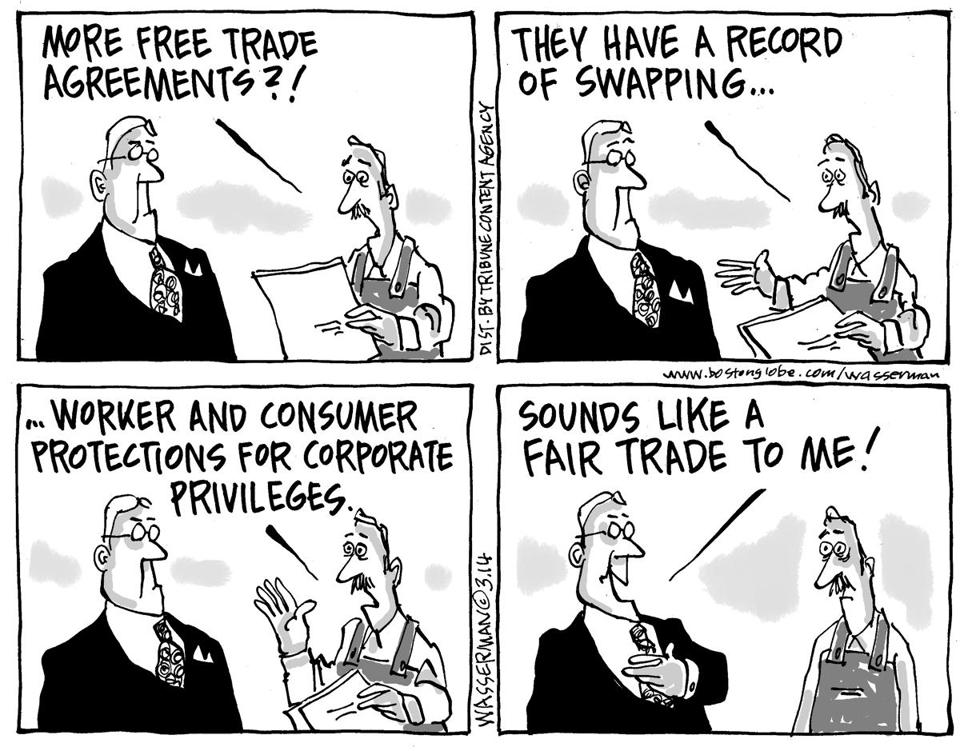 MORE FREE TRADE
AGREEMENTS?!
DIST. BY TRIBUNE CONTENT AGENCY
THEY HAVE A RECORD
OF SWAPPING...
www.bostonglobe.com/wasserman
...WORKER AND CONSUMER
PROTECTIONS FOR CORPORATE
PRIVILEGES.
WASSERMAN©3.14
SOUNDS LIKE A
FAIR TRADE TO ME!